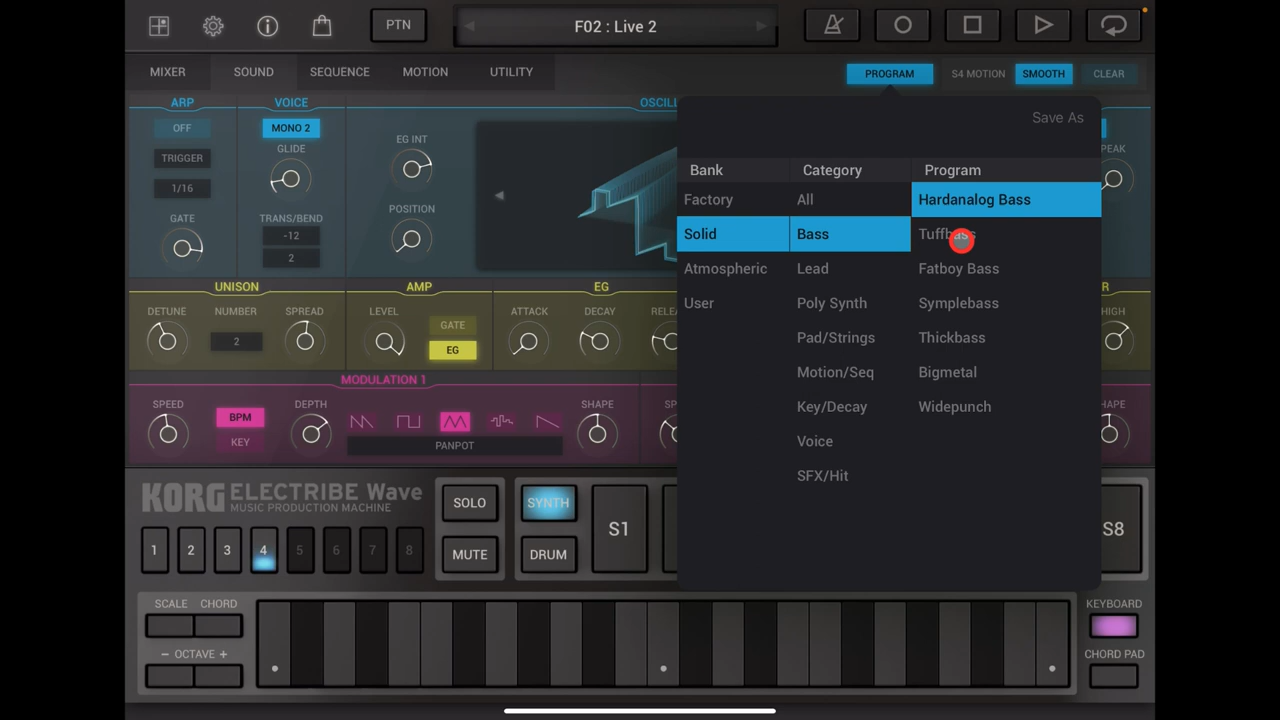 PTN
F02 : Live 2
MIXER
SOUND
SEQUENCE
MOTION
UTILITY
PROGRAM
S4 MOTION
SMOOTH
CLEAR
ARP
VOICE
OSCILL
OFF
MONO 2
TRIGGER
GLIDE
1/16
GATE
TRANS/BEND
-12
2
EG INT
POSITION
PEAK
Save As
Bank
Category
Program
Factory
All
Hardanalog Bass
Solid
Bass
Tuffbass
Atmospheric
Lead
Fatboy Bass
User
Poly Synth
Symplebass
Pad/Strings
Thickbass
Motion/Seq
Bigmetal
Key/Decay
Widepunch
Voice
SFX/Hit
UNISON
AMP
EG
R
DETUNE
NUMBER
SPREAD
LEVEL
GATE
ATTACK
DECAY
RELEA
HIGH
2
EG
MODULATION 1
SPEED
BPM
DEPTH
SHAPE
SP
HAPE
KEY
PANPOT
KORG ELECTRIBE Wave
MUSIC PRODUCTION MACHINE
SOLO
SYNTH
S1
S8
1
2
3
4
5
6
7
8
MUTE
DRUM
SCALE
CHORD
KEYBOARD
− OCTAVE +
CHORD PAD